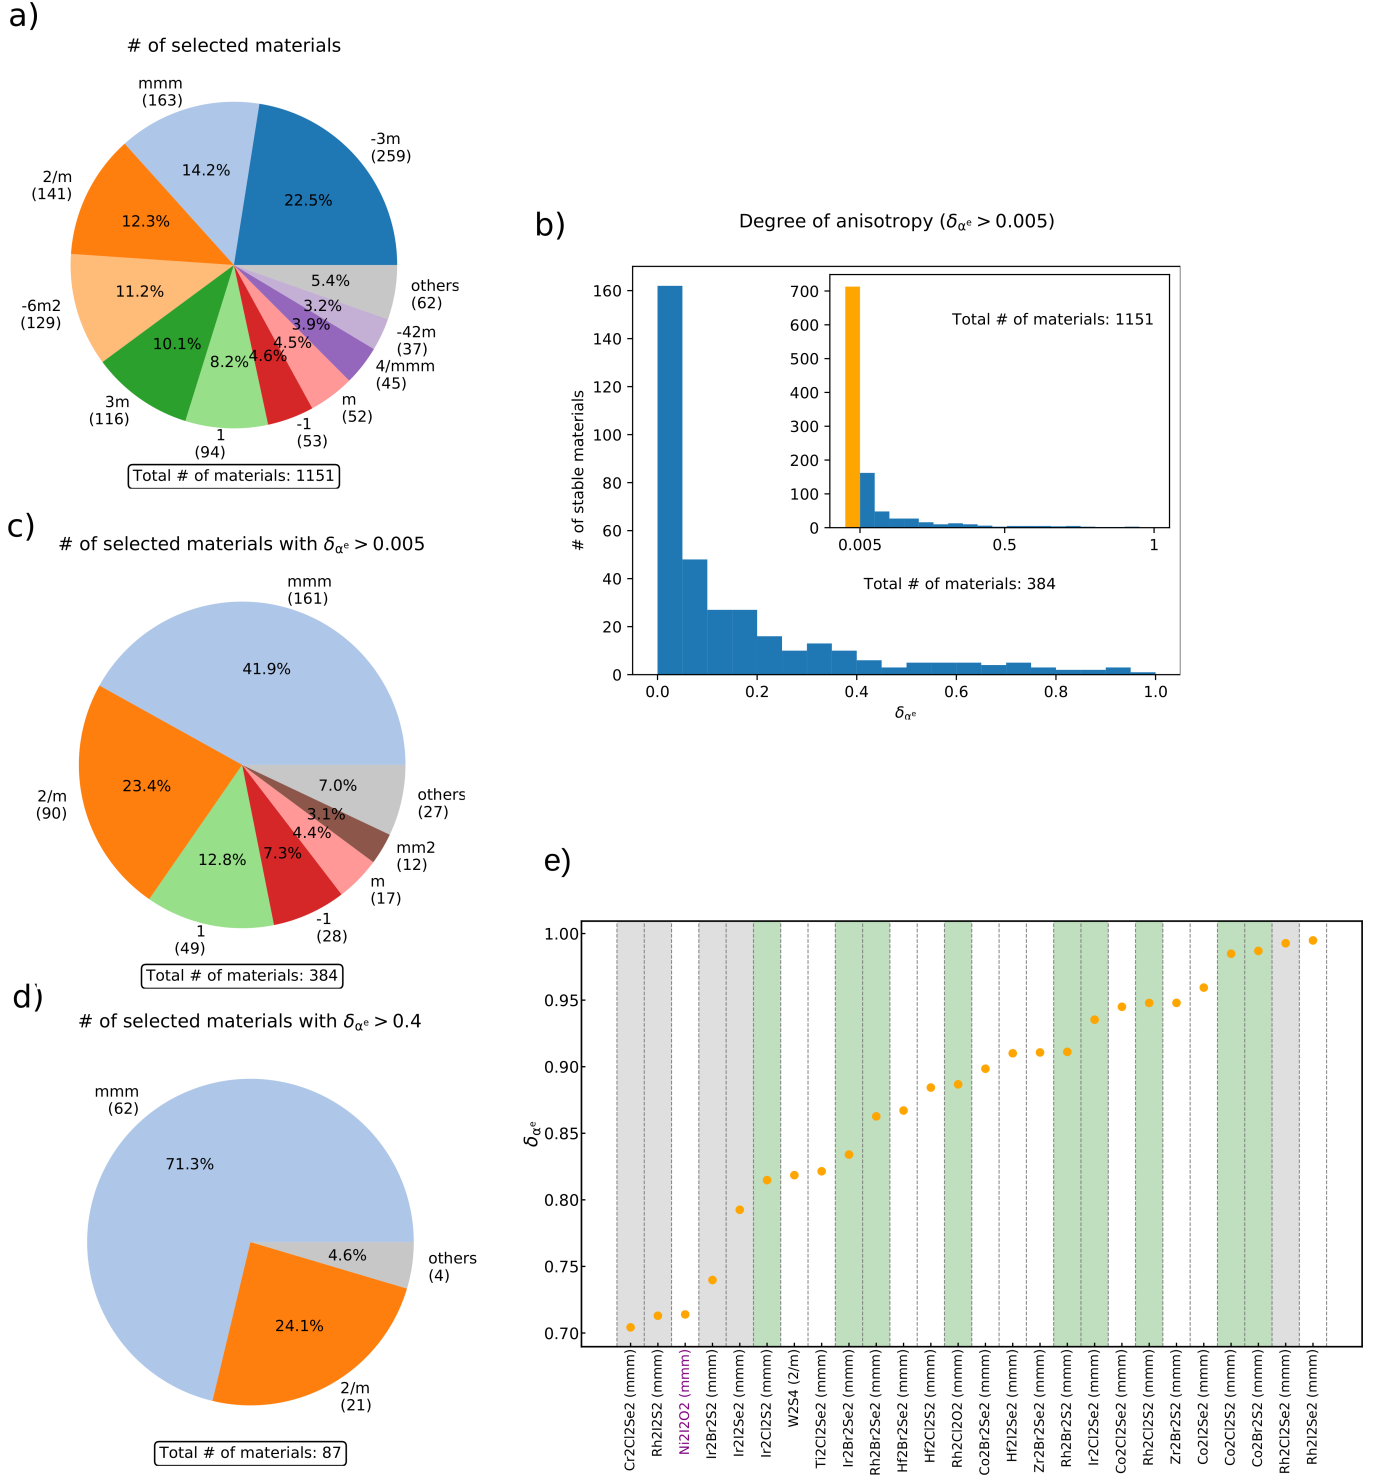 a)
# of selected materials
mmm
(163)
-3m
(259)
14.2%
22.5%
2/m
(141)
12.3%
-6m2
(129)
11.2%
3m
(116)
10.1%
1
(94)
8.2%
-1
(53)
4.6%
m
(52)
4.5%
4/mmm
(45)
3.9%
-42m
(37)
3.2%
others
(62)
5.4%
Total # of materials: 1151
b)
Degree of anisotropy (δαᵉ > 0.005)
# of stable materials
160
140
120
100
80
60
40
20
0
0.0
0.2
0.4
0.6
0.8
1.0
δαᵉ
Total # of materials: 1151
700
600
500
400
300
200
100
0
0.005
0.5
1
Total # of materials: 384
c)
# of selected materials with δαᵉ > 0.005
mmm
(161)
41.9%
2/m
(90)
23.4%
1
(49)
12.8%
-1
(28)
7.3%
m
(17)
4.4%
mm2
(12)
3.1%
others
(27)
7.0%
Total # of materials: 384
d)
# of selected materials with δαᵉ > 0.4
mmm
(62)
71.3%
others
(4)
4.6%
2/m
(21)
24.1%
Total # of materials: 87
e)
δαᵉ
1.00
0.95
0.90
0.85
0.80
0.75
0.70
Cr2Cl2Se2 (mmm)
Rh2I2S2 (mmm)
Ni2I2O2 (mmm)
Ir2Br2S2 (mmm)
Ir2I2Se2 (mmm)
Ir2Cl2S2 (mmm)
W2S4 (2/m)
Ti2Cl2Se2 (mmm)
Ir2Br2Se2 (mmm)
Rh2Br2Se2 (mmm)
Hf2Br2Se2 (mmm)
Hf2Cl2S2 (mmm)
Rh2Cl2O2 (mmm)
Co2Br2Se2 (mmm)
Hf2I2Se2 (mmm)
Zr2Br2Se2 (mmm)
Rh2Br2S2 (mmm)
Ir2Cl2Se2 (mmm)
Co2Cl2Se2 (mmm)
Rh2Cl2S2 (mmm)
Zr2Br2S2 (mmm)
Co2I2Se2 (mmm)
Co2Cl2S2 (mmm)
Co2Br2S2 (mmm)
Rh2Cl2Se2 (mmm)
Rh2I2Se2 (mmm)